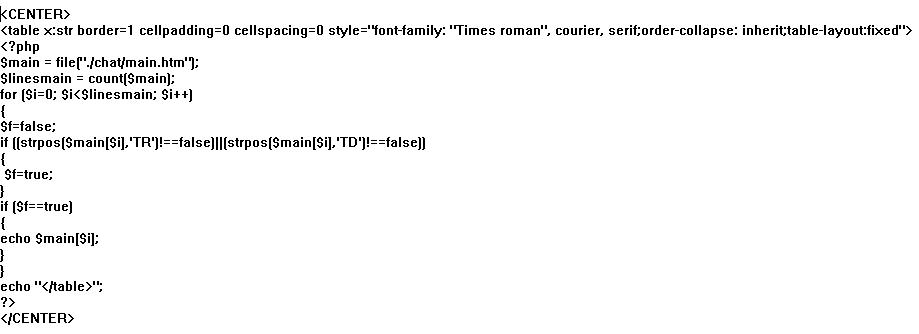 <CENTER>
<table x:str border=1 cellpadding=0 cellspacing=0 style="font-family: "Times roman", courier, serif;order-collapse: inherit;table-layout:fixed">
<?php
$main = file("./chat/main.htm");
$linesmain = count($main);
for ($i=0; $i<$linesmain; $i++)
{
$f=false;
if ((strpos($main[$i],'TR')!==false)||(strpos($main[$i],'TD')!==false))
{
 $f=true;
}
if ($f==true)
{
echo $main[$i];
}
}
echo "</table>";
?>
</CENTER>